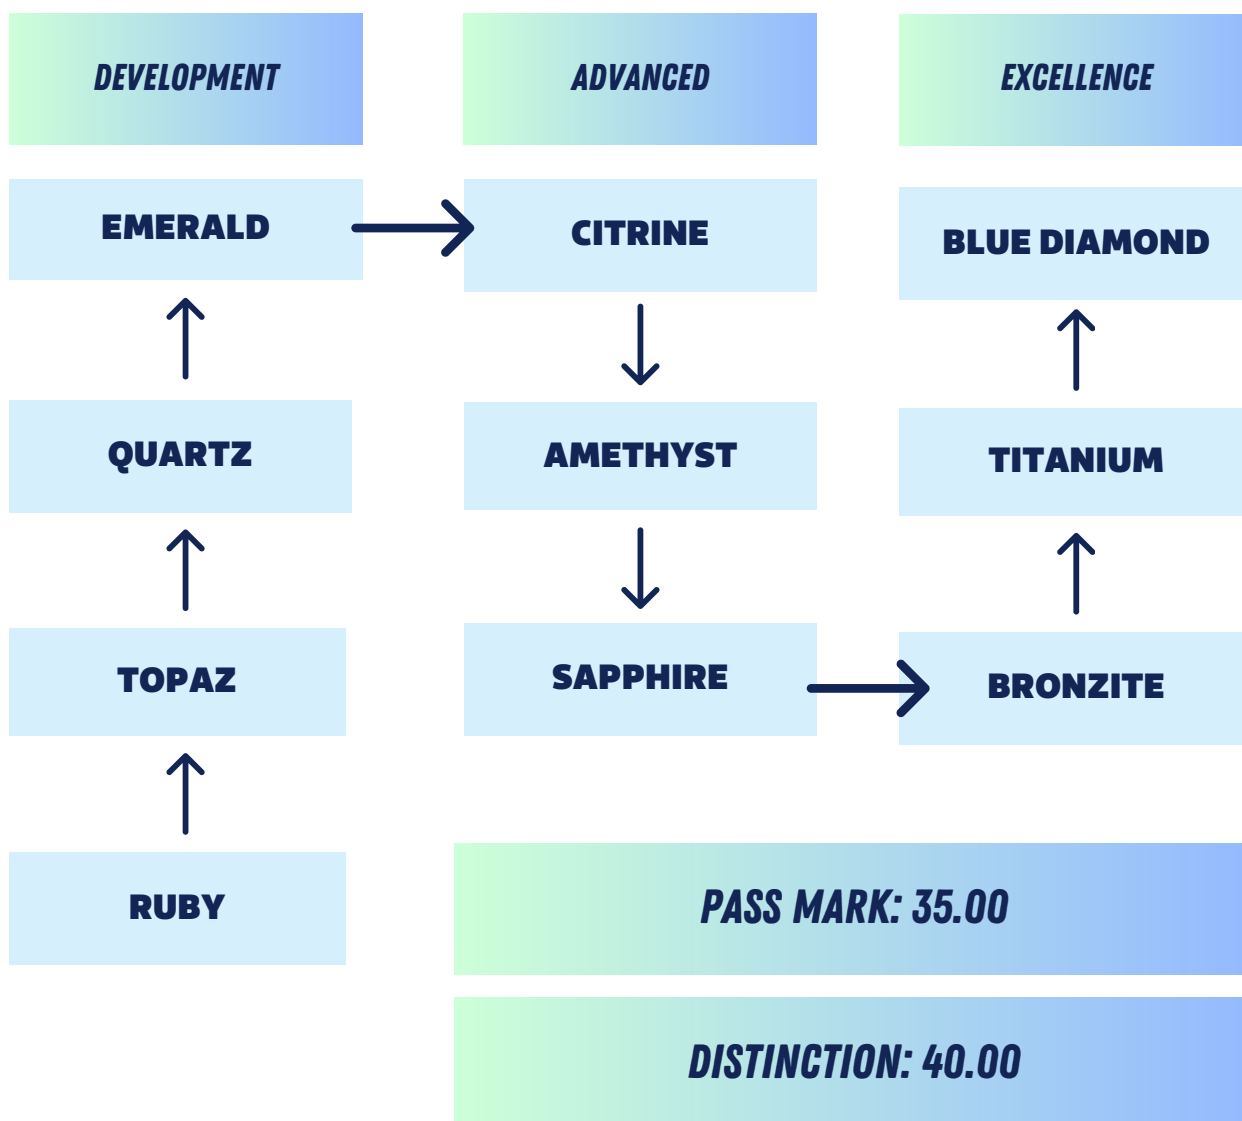 DEVELOPMENT
ADVANCED
EXCELLENCE
EMERALD
CITRINE
BLUE DIAMOND
QUARTZ
AMETHYST
TITANIUM
TOPAZ
SAPPHIRE
BRONZITE
RUBY
PASS MARK: 35.00
DISTINCTION: 40.00